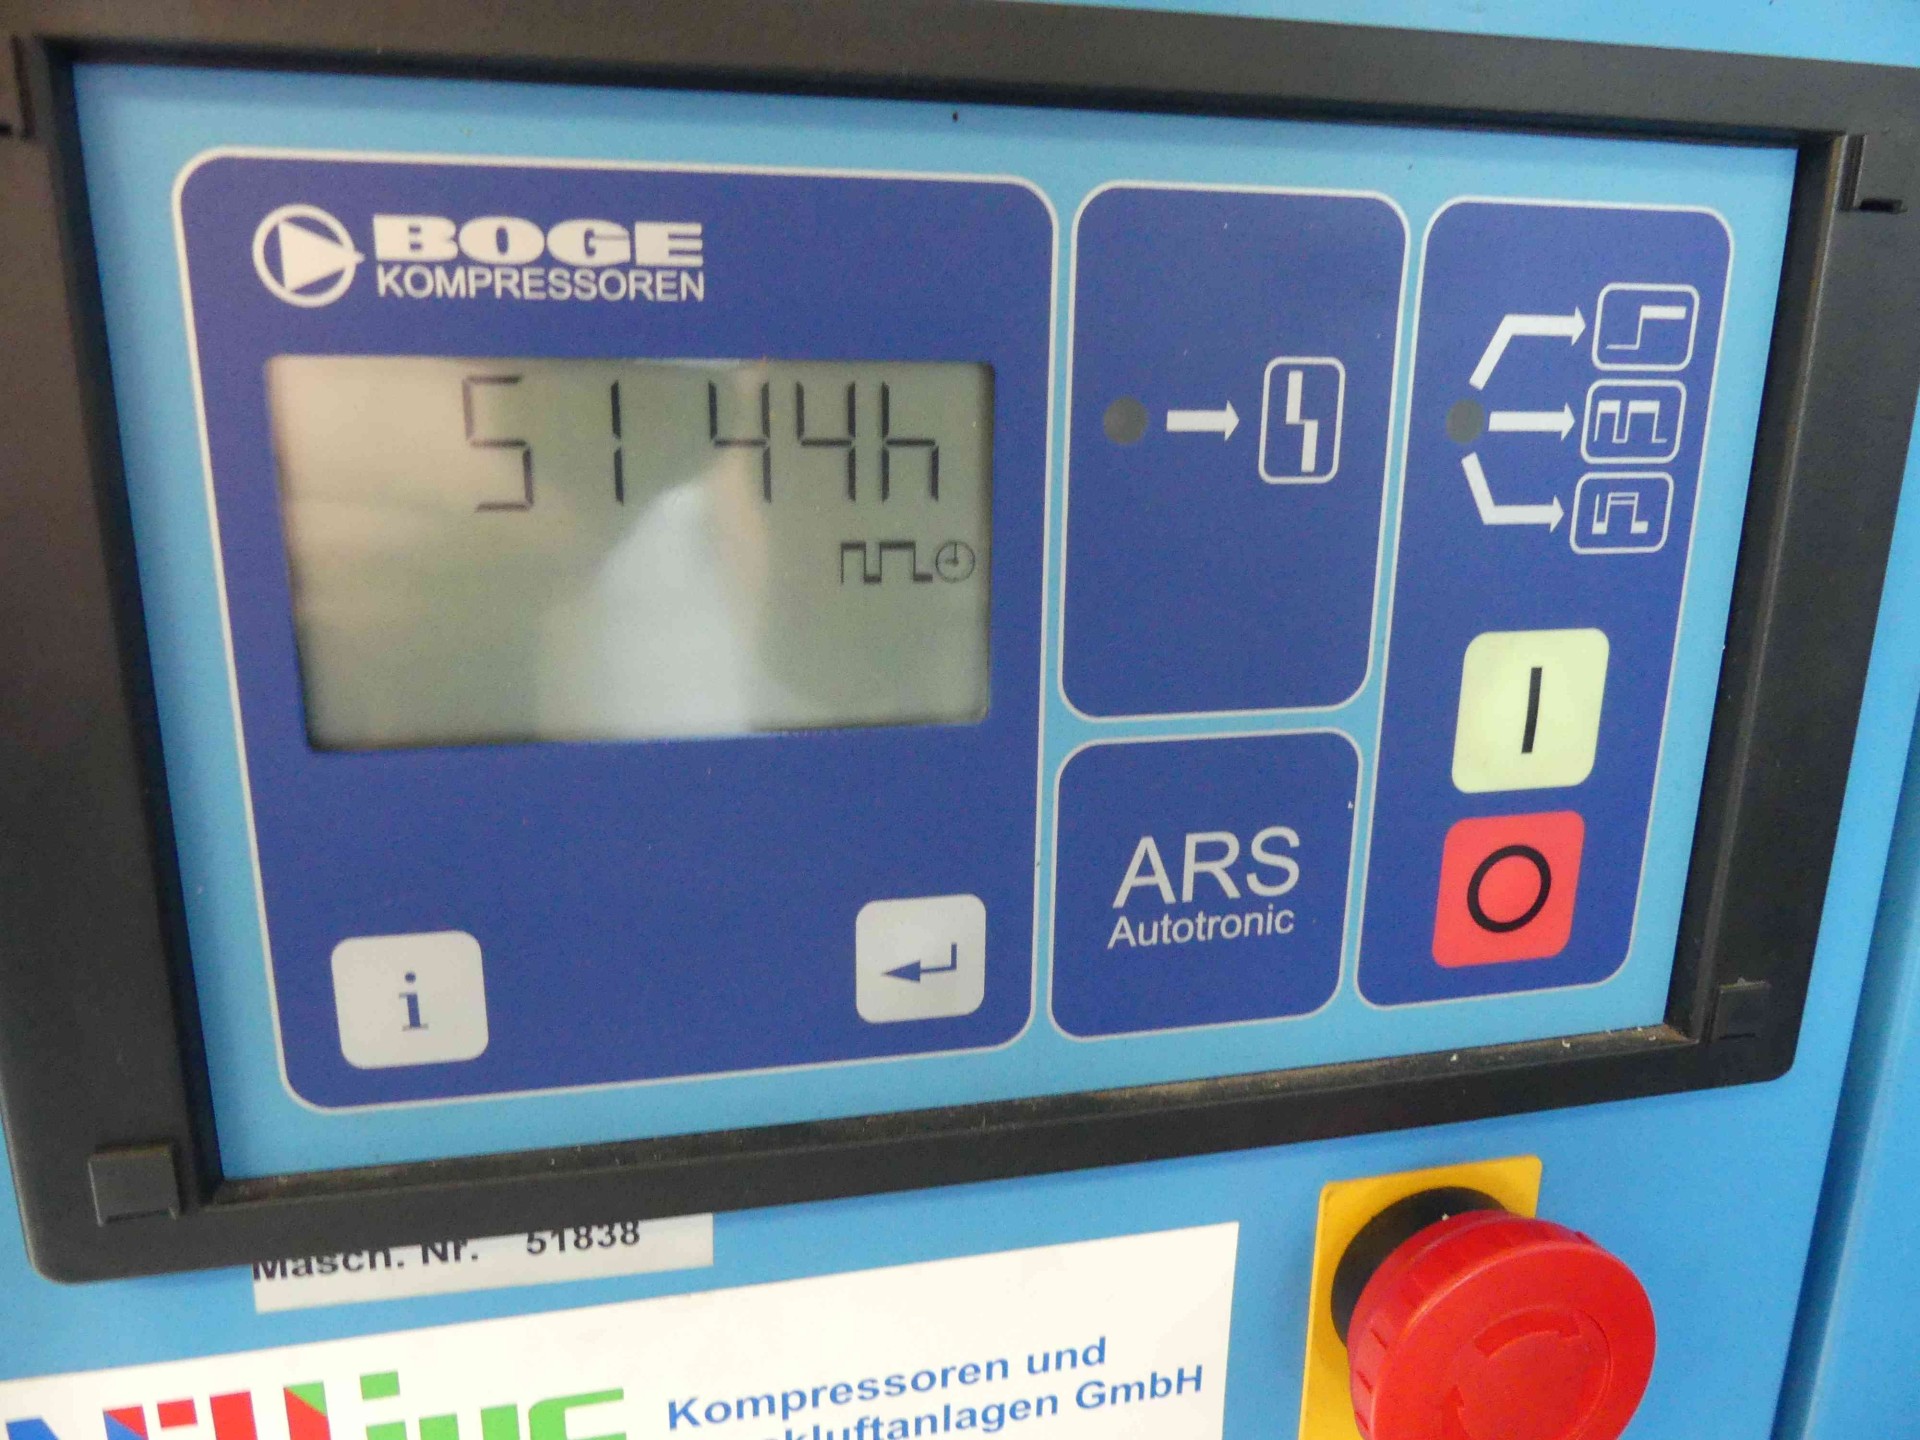 BOGE
KOMPRESSOREN
5144h
i
ARS
Autotronic
Masch. Nr. 51838
Kompressoren und
GmbH